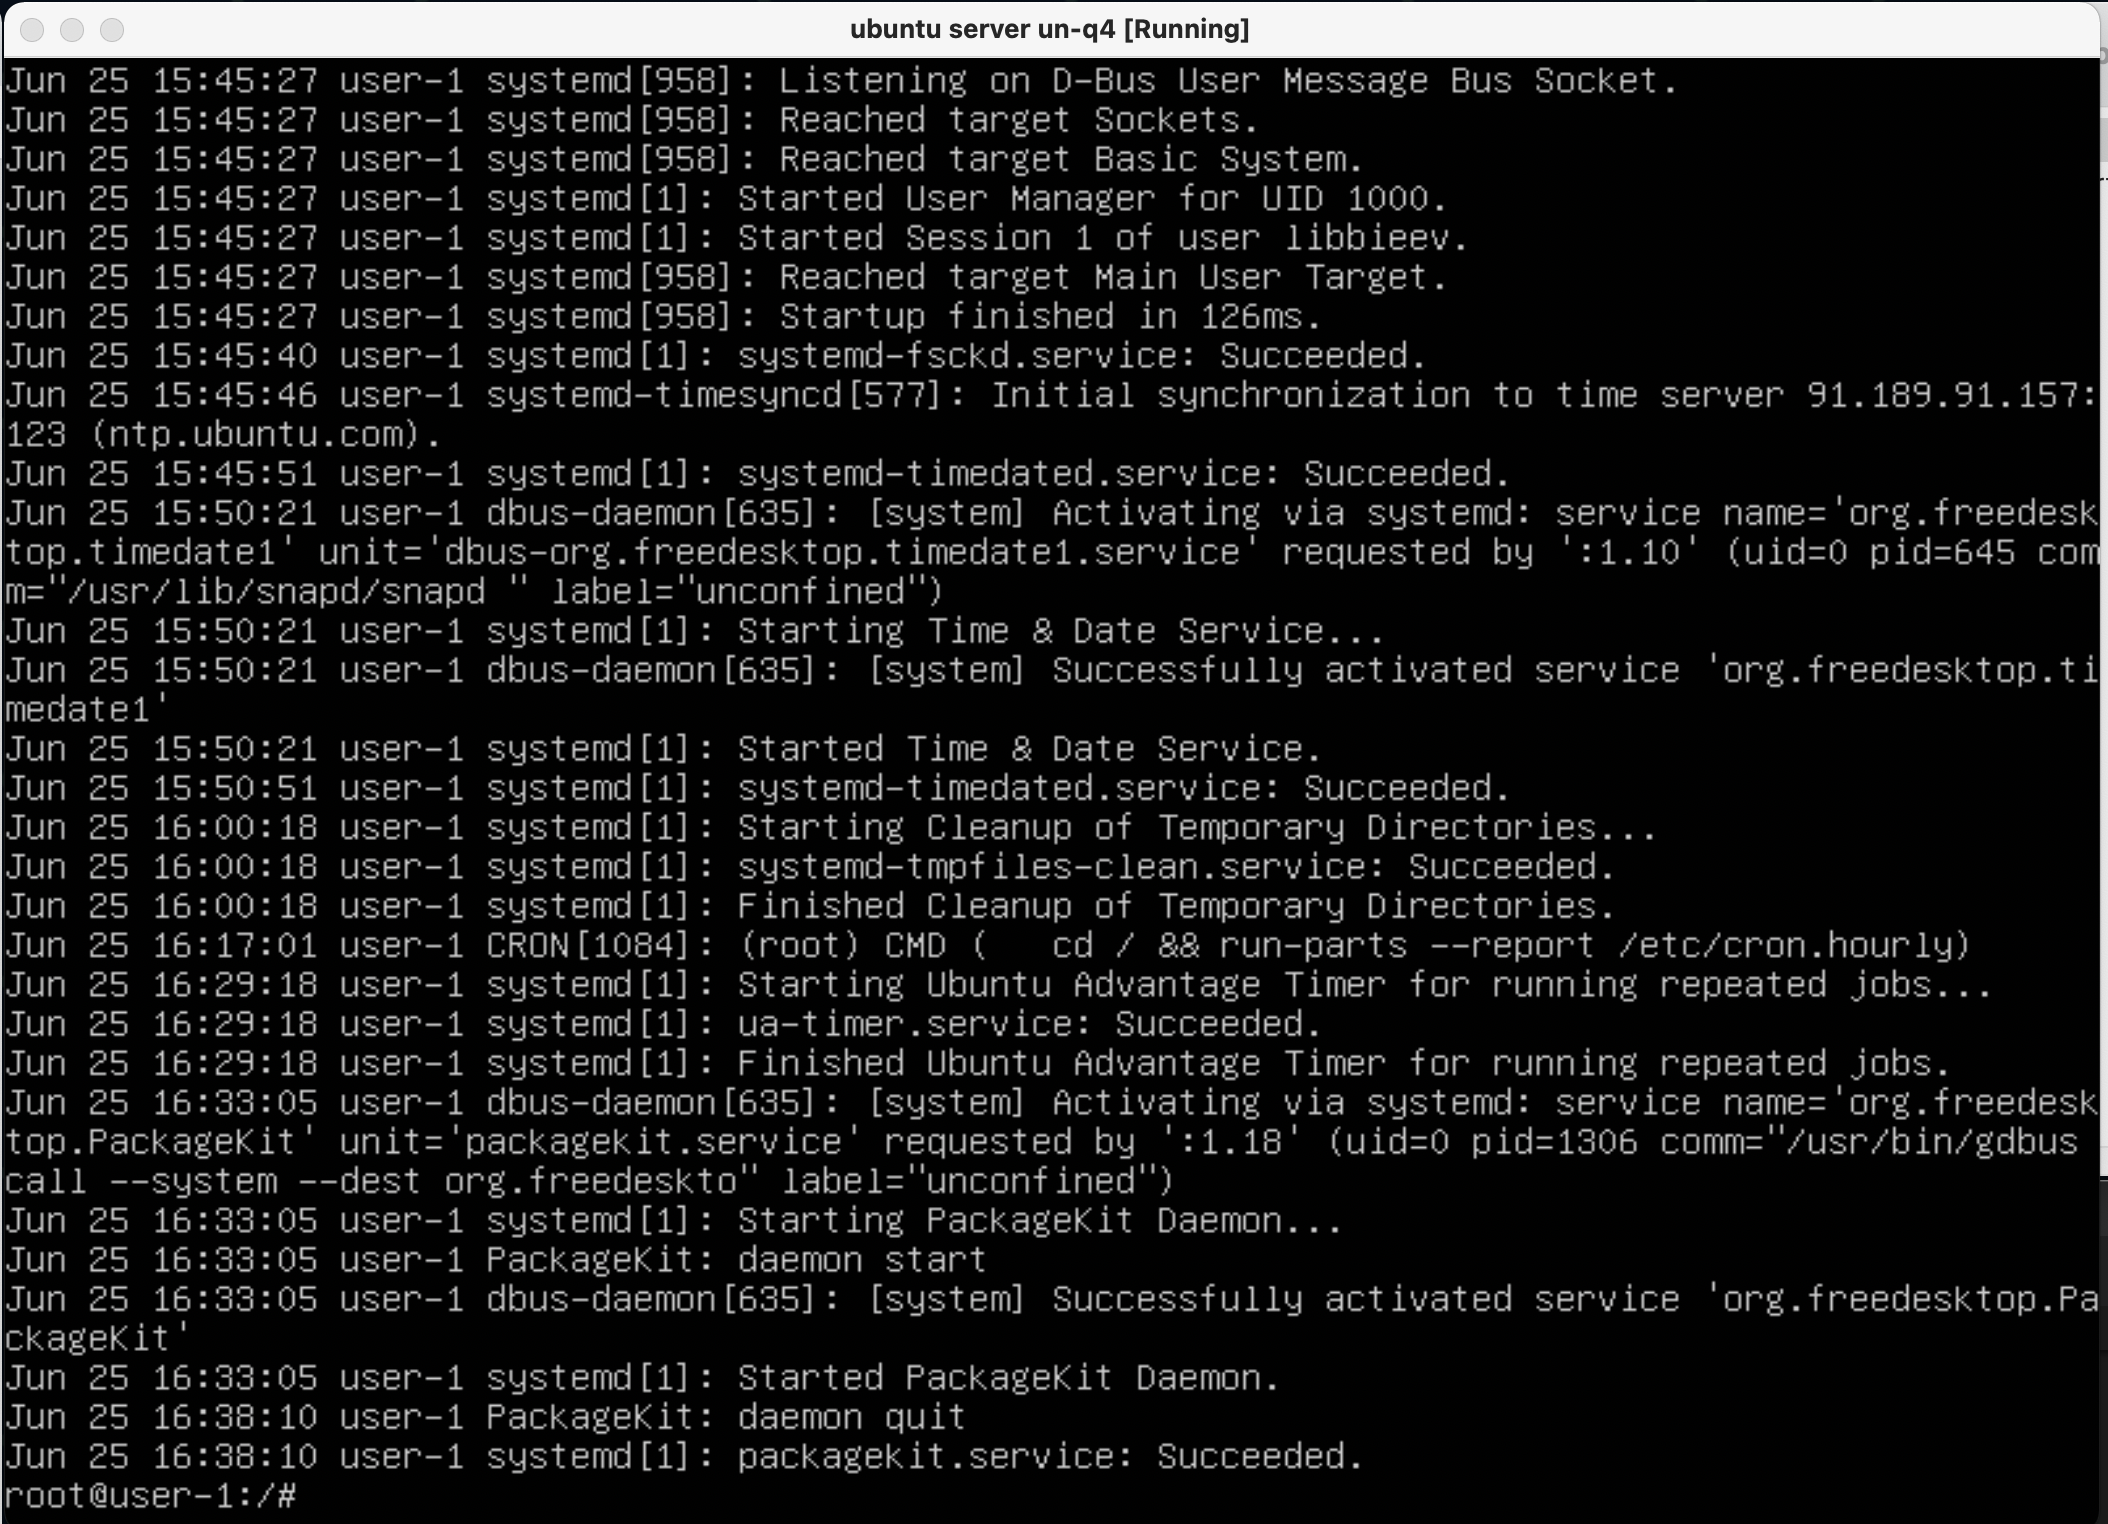 ubuntu server un-q4 [Running]
Jun 25 15:45:27 user-1 systemd[958]: Listening on D-Bus User Message Bus Socket.
Jun 25 15:45:27 user-1 systemd[958]: Reached target Sockets.
Jun 25 15:45:27 user-1 systemd[958]: Reached target Basic System.
Jun 25 15:45:27 user-1 systemd[1]: Started User Manager for UID 1000.
Jun 25 15:45:27 user-1 systemd[1]: Started Session 1 of user libbieev.
Jun 25 15:45:27 user-1 systemd[958]: Reached target Main User Target.
Jun 25 15:45:27 user-1 systemd[958]: Startup finished in 126ms.
Jun 25 15:45:40 user-1 systemd[1]: systemd-fsckd.service: Succeeded.
Jun 25 15:45:46 user-1 systemd-timesyncd[577]: Initial synchronization to time server 91.189.91.157:
123 (ntp.ubuntu.com).
Jun 25 15:45:51 user-1 systemd[1]: systemd-timedated.service: Succeeded.
Jun 25 15:50:21 user-1 dbus-daemon[635]: [system] Activating via systemd: service name='org.freedesk
top.timedate1' unit='dbus-org.freedesktop.timedate1.service' requested by ':1.10' (uid=0 pid=645 com
m="/usr/lib/snapd/snapd " label="unconfined")
Jun 25 15:50:21 user-1 systemd[1]: Starting Time & Date Service...
Jun 25 15:50:21 user-1 dbus-daemon[635]: [system] Successfully activated service 'org.freedesktop.ti
medate1'
Jun 25 15:50:21 user-1 systemd[1]: Started Time & Date Service.
Jun 25 15:50:51 user-1 systemd[1]: systemd-timedated.service: Succeeded.
Jun 25 16:00:18 user-1 systemd[1]: Starting Cleanup of Temporary Directories...
Jun 25 16:00:18 user-1 systemd[1]: systemd-tmpfiles-clean.service: Succeeded.
Jun 25 16:00:18 user-1 systemd[1]: Finished Cleanup of Temporary Directories.
Jun 25 16:17:01 user-1 CRON[1084]: (root) CMD (   cd / && run-parts --report /etc/cron.hourly)
Jun 25 16:29:18 user-1 systemd[1]: Starting Ubuntu Advantage Timer for running repeated jobs...
Jun 25 16:29:18 user-1 systemd[1]: ua-timer.service: Succeeded.
Jun 25 16:29:18 user-1 systemd[1]: Finished Ubuntu Advantage Timer for running repeated jobs.
Jun 25 16:33:05 user-1 dbus-daemon[635]: [system] Activating via systemd: service name='org.freedesk
top.PackageKit' unit='packagekit.service' requested by ':1.18' (uid=0 pid=1306 comm="/usr/bin/gdbus
call --system --dest org.freedeskto" label="unconfined")
Jun 25 16:33:05 user-1 systemd[1]: Starting PackageKit Daemon...
Jun 25 16:33:05 user-1 PackageKit: daemon start
Jun 25 16:33:05 user-1 dbus-daemon[635]: [system] Successfully activated service 'org.freedesktop.Pa
ckageKit'
Jun 25 16:33:05 user-1 systemd[1]: Started PackageKit Daemon.
Jun 25 16:38:10 user-1 PackageKit: daemon quit
Jun 25 16:38:10 user-1 systemd[1]: packagekit.service: Succeeded.
root@user-1:/#